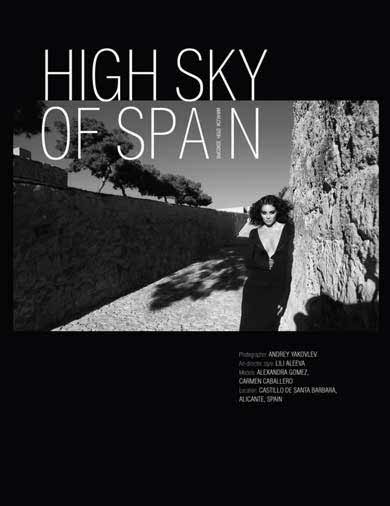 HIGH SKY
OF SPAIN
Photographer: ANDREY YAKOVLEV
Art-director, style: LILI ALEEVA
Models: ALEXANDRA GOMEZ,
CARMEN CABALLERO
Location: CASTILLO DE SANTA BARBARA,
ALICANTE, SPAIN